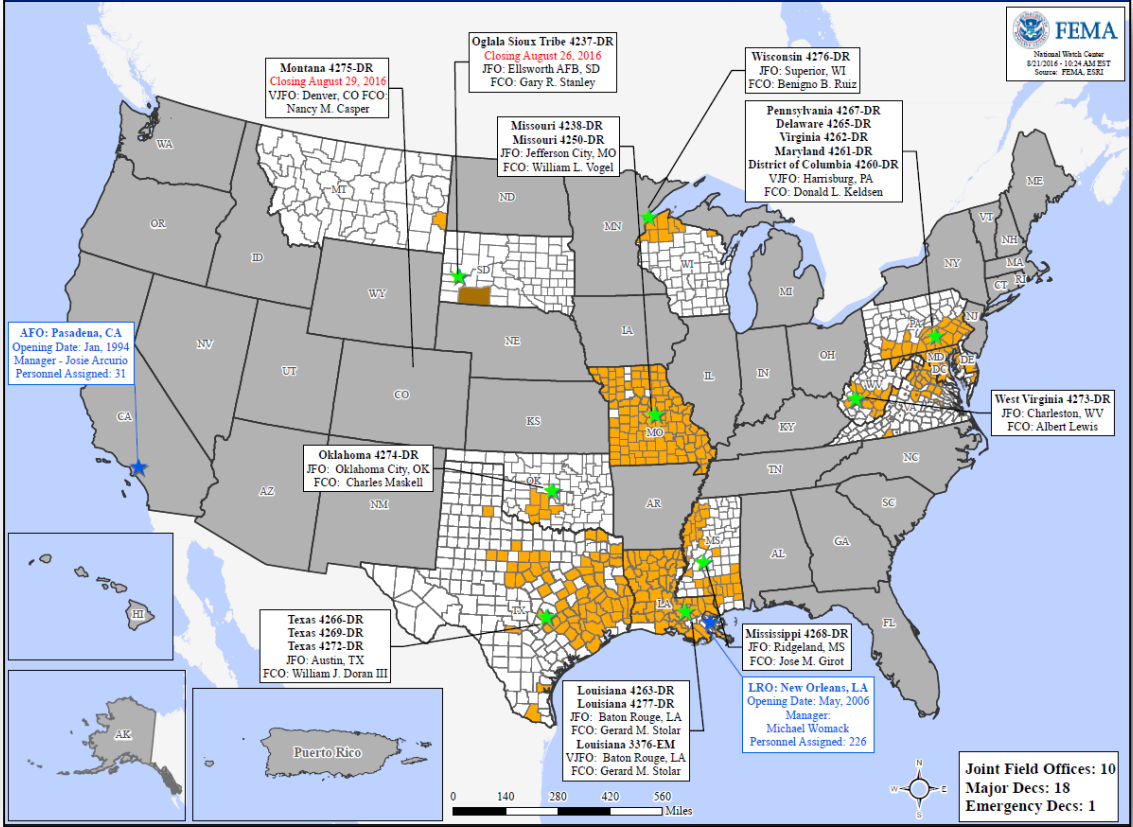 FEMA
National Watch Center
8/21/2016 - 10:24 AM EST
Source: FEMA, ESRI
Oglala Sioux Tribe 4237-DR
Closing August 26, 2016
JFO: Ellsworth AFB, SD
FCO: Gary R. Stanley
Montana 4275-DR
Closing August 29, 2016
VJFO: Denver, CO FCO:
Nancy M. Casper
Wisconsin 4276-DR
JFO: Superior, WI
FCO: Benigno B. Ruiz
Missouri 4238-DR
Missouri 4250-DR
JFO: Jefferson City, MO
FCO: William L. Vogel
Pennsylvania 4267-DR
Delaware 4265-DR
Virginia 4262-DR
Maryland 4261-DR
District of Columbia 4260-DR
VJFO: Harrisburg, PA
FCO: Donald L. Keldsen
WA
MT
ND
MN
ME
OR
ID
SD
WI
VT
NH
NY
MA
CT
RI
WY
MI
AFO: Pasadena, CA
Opening Date: Jan, 1994
Manager - Josie Arcurio
Personnel Assigned: 31
NV
UT
NE
IA
PA
NJ
CO
IL
IN
OH
MD
DE
DC
WV
CA
KS
MO
KY
VA
West Virginia 4273-DR
JFO: Charleston, WV
FCO: Albert Lewis
Oklahoma 4274-DR
JFO: Oklahoma City, OK
FCO: Charles Maskell
AZ
NM
OK
AR
TN
NC
SC
MS
AL
GA
HI
TX
LA
FL
Texas 4266-DR
Texas 4269-DR
Texas 4272-DR
JFO: Austin, TX
FCO: William J. Doran III
Mississippi 4268-DR
JFO: Ridgeland, MS
FCO: Jose M. Girot
Louisiana 4263-DR
Louisiana 4277-DR
JFO: Baton Rouge, LA
FCO: Gerard M. Stolar
Louisiana 3376-EM
VJFO: Baton Rouge, LA
FCO: Gerard M. Stolar
LRO: New Orleans, LA
Opening Date: May, 2006
Manager:
Michael Womack
Personnel Assigned: 226
AK
Puerto Rico
N
W E
S
0 140 280 420 560
Miles
Joint Field Offices: 10
Major Decs: 18
Emergency Decs: 1